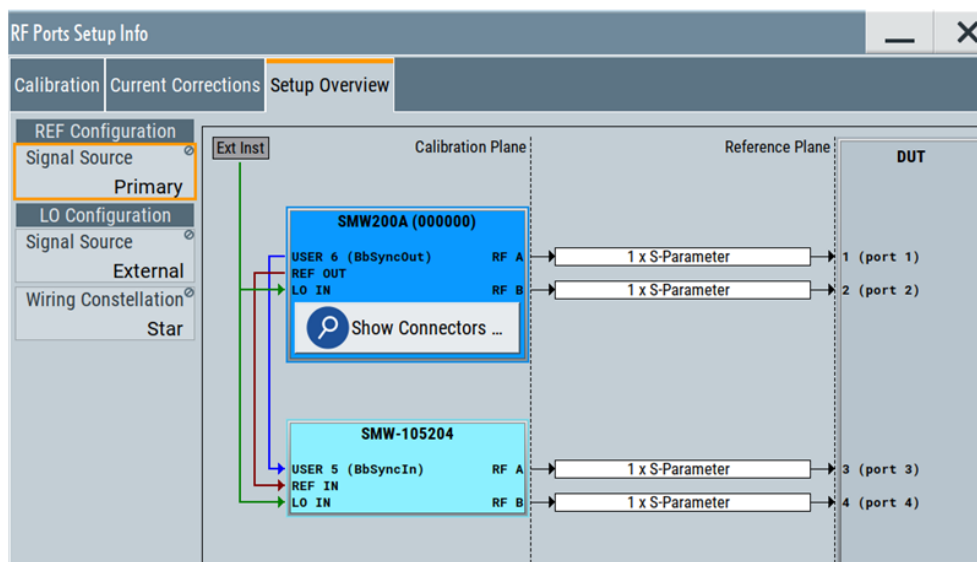 RF Ports Setup Info
Calibration Current Corrections Setup Overview
REF Configuration
Signal Source
Primary
LO Configuration
Signal Source
External
Wiring Constellation
Star
Ext Inst
Calibration Plane
Reference Plane
DUT
SMW200A (000000)
USER 6 (BbSyncOut) RF A
REF OUT
LO IN RF B
Show Connectors ...
1 x S-Parameter
1 x S-Parameter
1 (port 1)
2 (port 2)
SMW-105204
USER 5 (BbSyncIn) RF A
REF IN
LO IN RF B
1 x S-Parameter
1 x S-Parameter
3 (port 3)
4 (port 4)